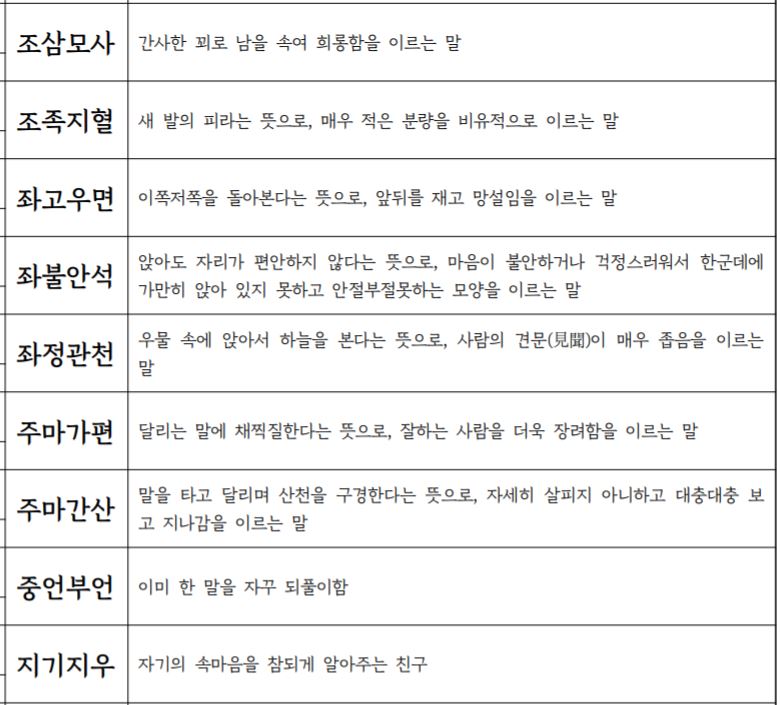 조삼모사
간사한 꾀로 남을 속여 희롱함을 이르는 말
조족지혈
새 발의 피라는 뜻으로, 매우 적은 분량을 비유적으로 이르는 말
좌고우면
이쪽저쪽을 돌아본다는 뜻으로, 앞뒤를 재고 망설임을 이르는 말
좌불안석
앉아도 자리가 편안하지 않다는 뜻으로, 마음이 불안하거나 걱정스러워서 한군데에
가만히 앉아 있지 못하고 안절부절못하는 모양을 이르는 말
좌정관천
우물 속에 앉아서 하늘을 본다는 뜻으로, 사람의 견문(見聞)이 매우 좁음을 이르는
말
주마가편
달리는 말에 채찍질한다는 뜻으로, 잘하는 사람을 더욱 장려함을 이르는 말
주마간산
말을 타고 달리며 산천을 구경한다는 뜻으로, 자세히 살피지 아니하고 대충대충 보
고 지나감을 이르는 말
중언부언
이미 한 말을 자꾸 되풀이함
지기지우
자기의 속마음을 참되게 알아주는 친구